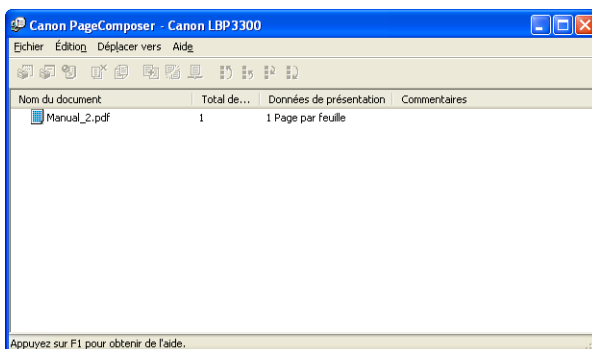 Canon PageComposer - Canon LBP3300
Fichier Édition Déplacer vers Aide
Nom du document Total de... Données de présentation Commentaires
Manual_2.pdf 1 1 Page par feuille
Appuyez sur F1 pour obtenir de l'aide.